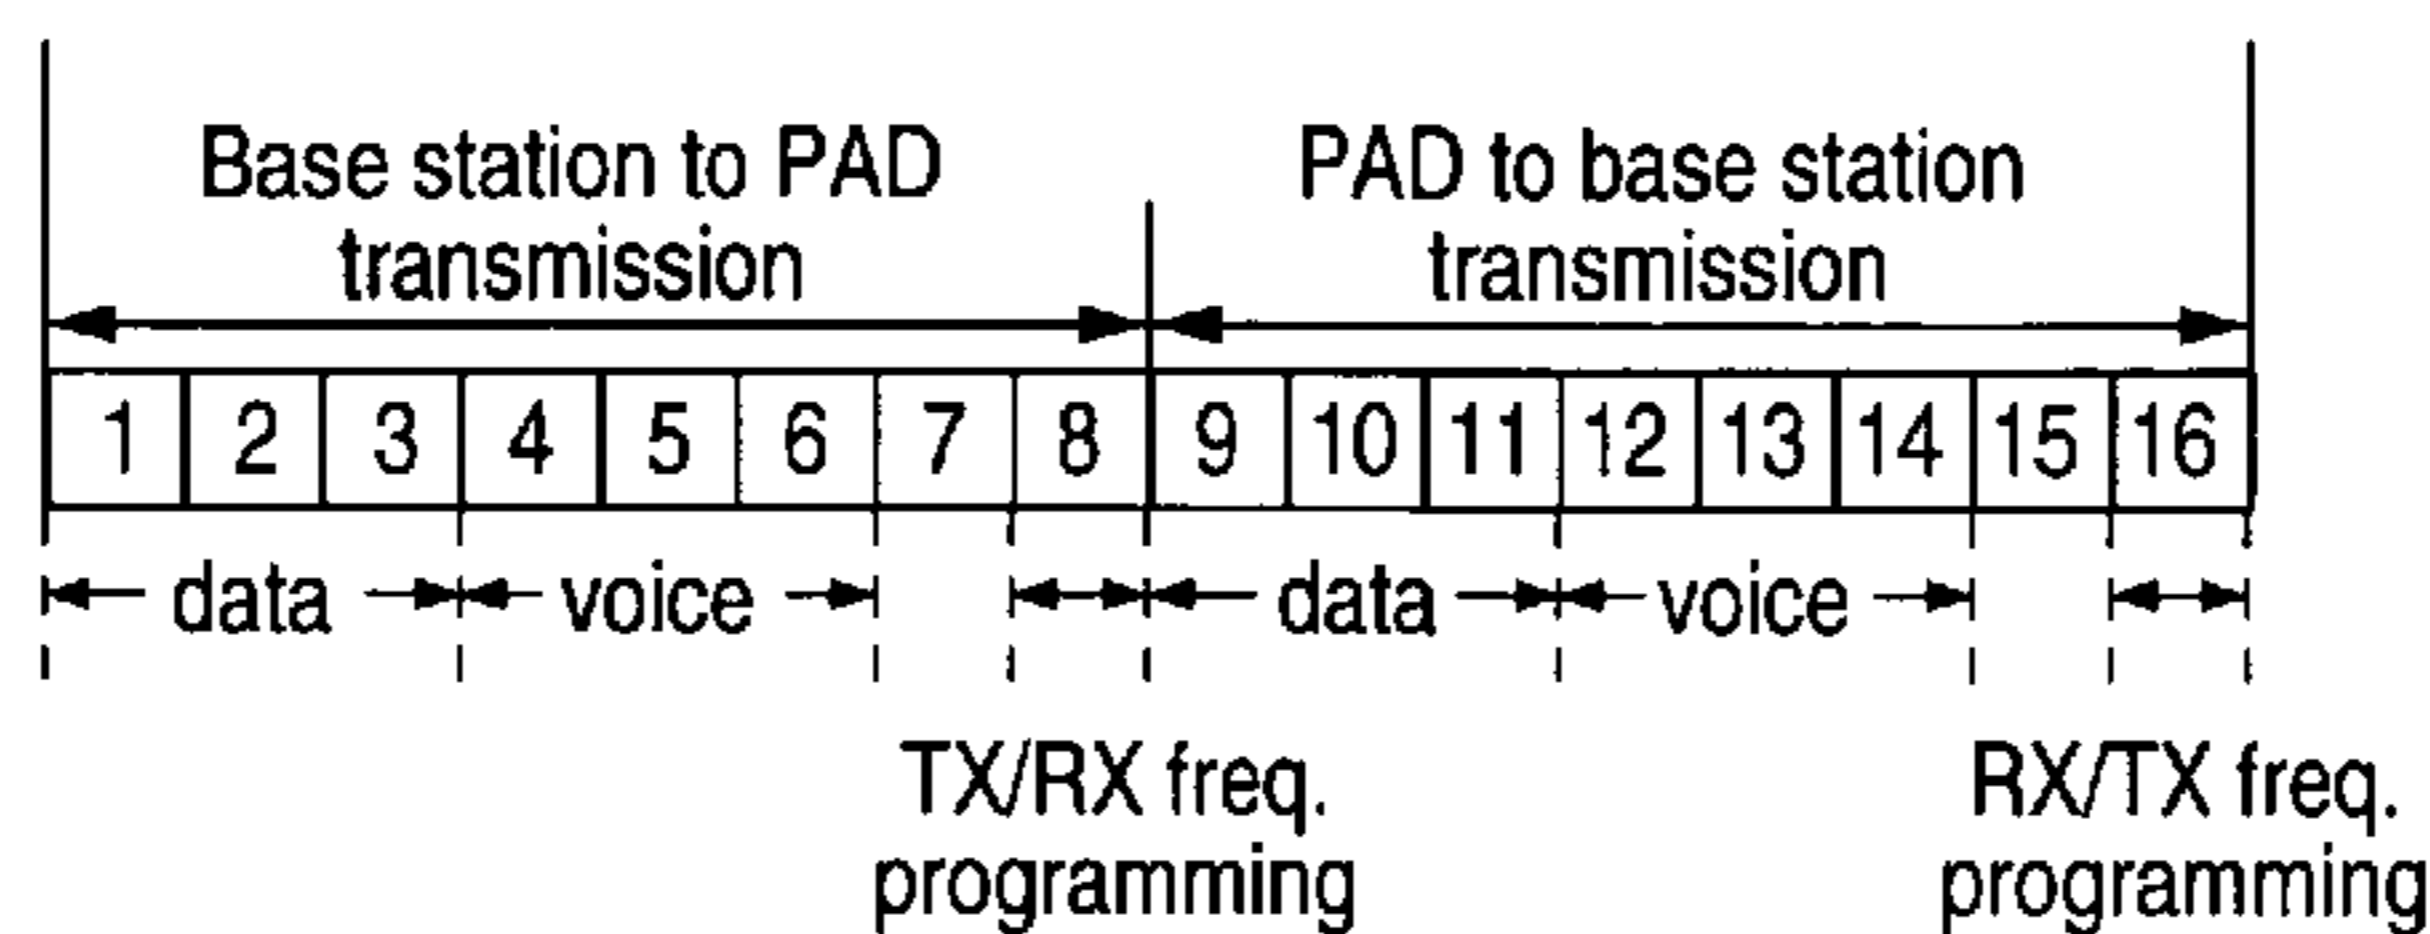 Base station to PAD
transmission
PAD to base station
transmission
1 2 3 4 5 6 7 8 9 10 11 12 13 14 15 16
data voice data voice
TX/RX freq.
programming
RX/TX freq.
programming